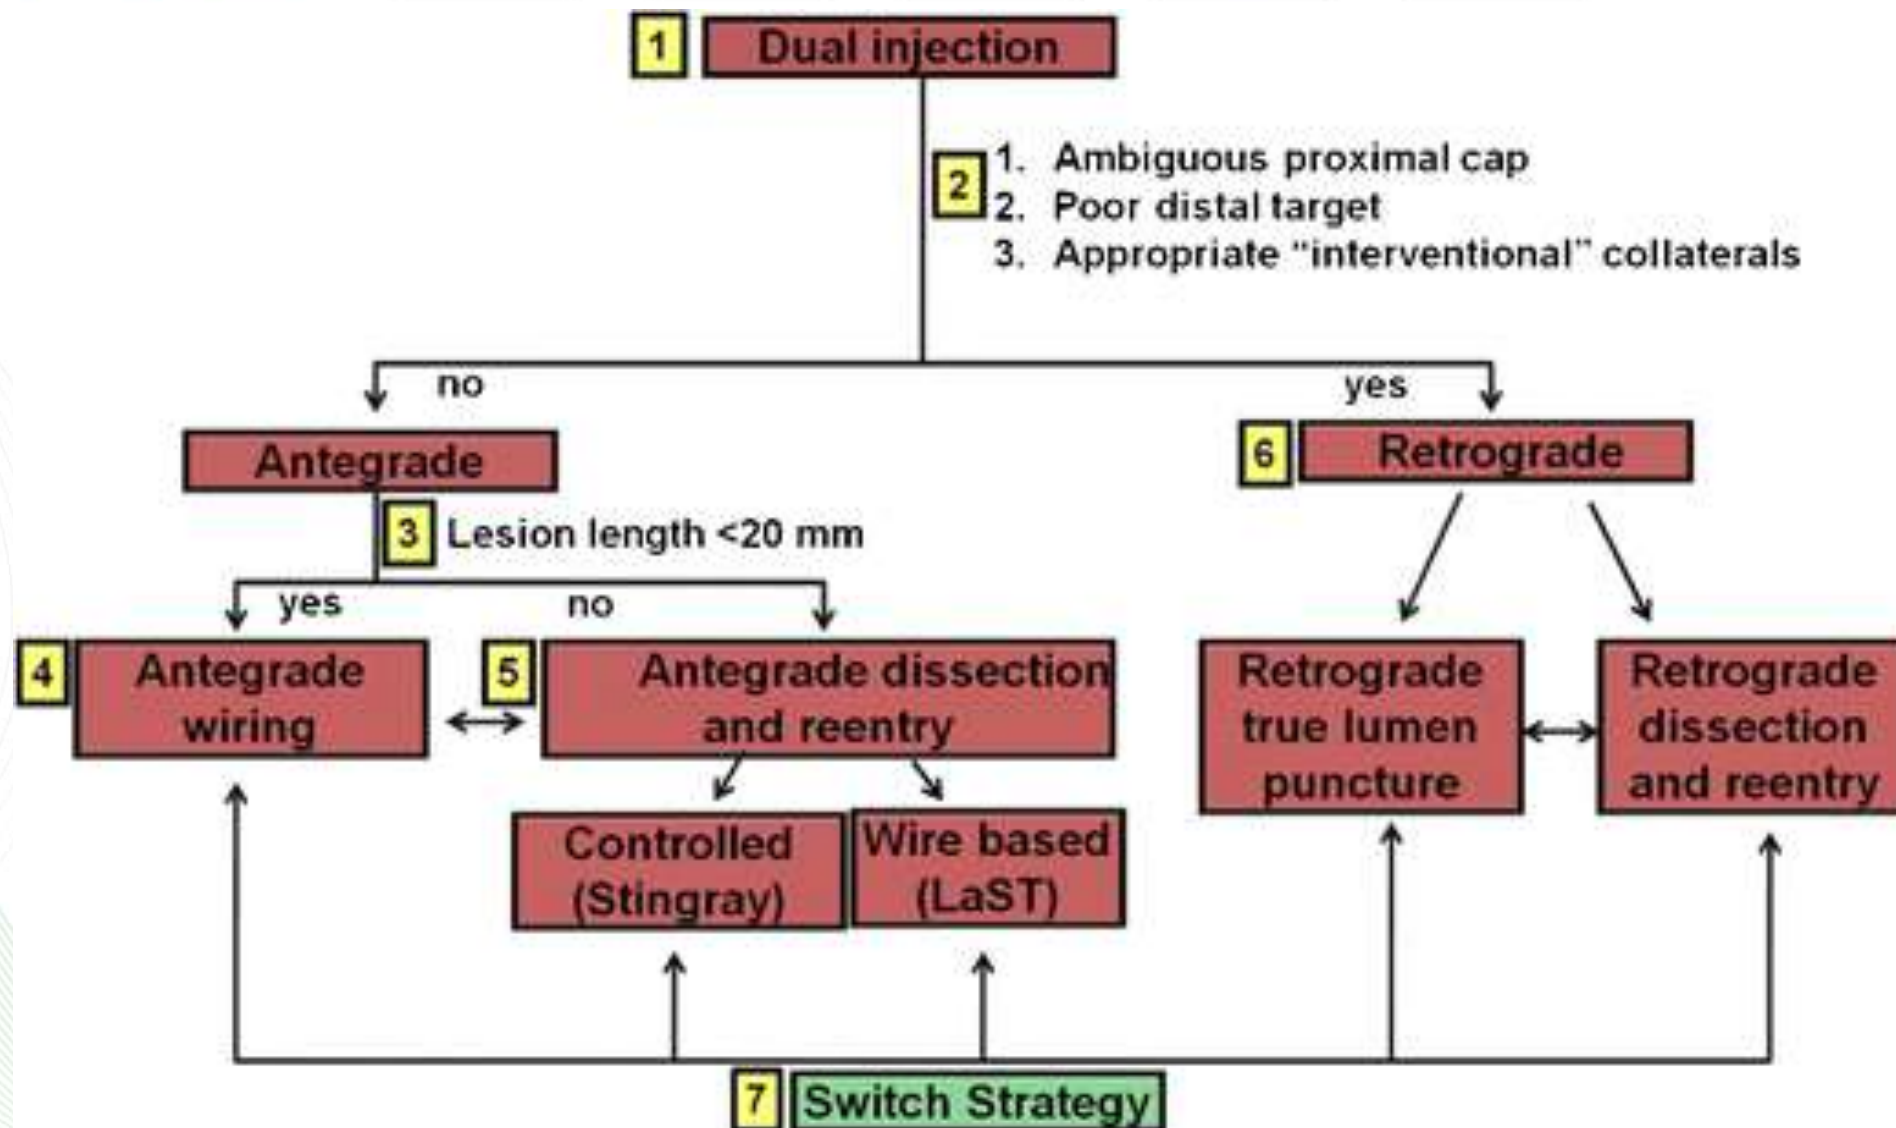 1 Dual injection
2
1. Ambiguous proximal cap
2. Poor distal target
3. Appropriate “interventional” collaterals
no
yes
Antegrade
6 Retrograde
3 Lesion length <20 mm
yes
no
4 Antegrade
wiring
5 Antegrade dissection
and reentry
Retrograde
true lumen
puncture
Retrograde
dissection
and reentry
Controlled
(Stingray)
Wire based
(LaST)
7 Switch Strategy